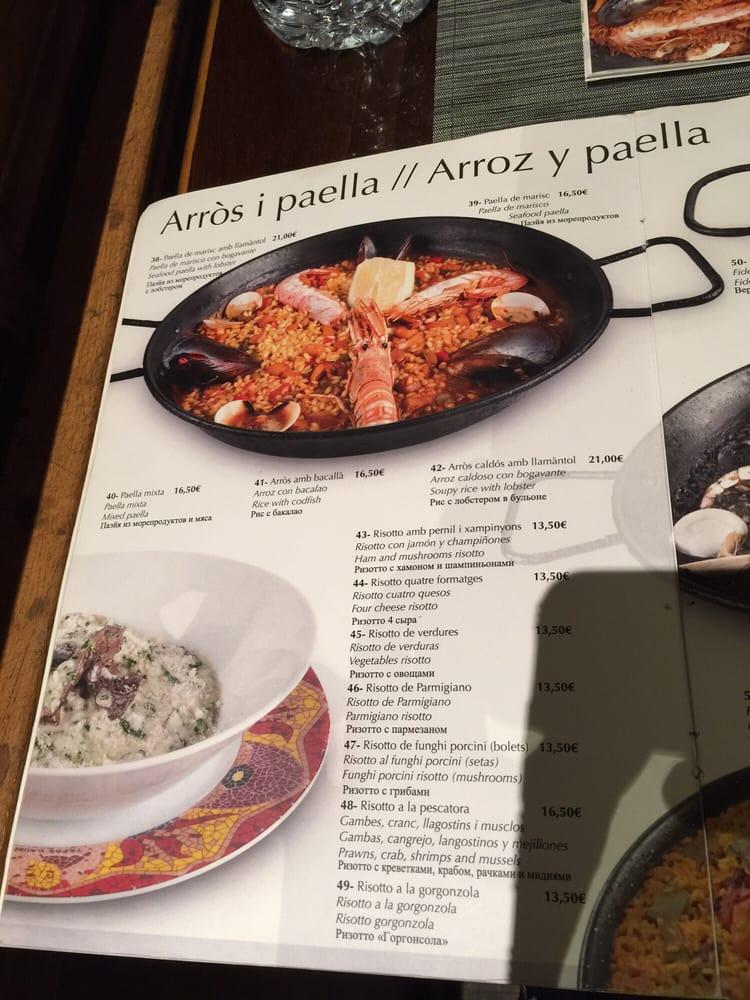 Arròs i paella // Arroz y paella
38- Paella de marisc amb llamàntol 21,00€
Paella de marisco con bogavante
Seafood paella with lobster
Паэйя из морепродуктов
с лобстером
39- Paella de marisc 16,50€
Paella de marisco
Seafood paella
Паэйя из морепродуктов
40- Paella mixta 16,50€
Paella mixta
Mixed paella
Паэйя из морепродуктов и мяса
41- Arròs amb bacallà 16,50€
Arroz con bacalao
Rice with codfish
Рис с бакалао
42- Arròs caldós amb llamàntol 21,00€
Arroz caldoso con bogavante
Soupy rice with lobster
Рис с лобстером в бульоне
43- Risotto amb pernil i xampinyons 13,50€
Risotto con jamón y champiñones
Ham and mushrooms risotto
Ризотто с хамоном и шампиньонами
44- Risotto quatre formatges 13,50€
Risotto cuatro quesos
Four cheese risotto
Ризотто 4 сыра
45- Risotto de verdures 13,50€
Risotto de verduras
Vegetables risotto
Ризотто с овощами
46- Risotto de Parmigiano 13,50€
Risotto de Parmigiano
Parmigiano risotto
Ризотто с пармезаном
47- Risotto de funghi porcini (bolets) 13,50€
Risotto al funghi porcini (setas)
Funghi porcini risotto (mushrooms)
Ризотто с грибами
48- Risotto a la pescatora 16,50€
Gambes, cranc, llagostins i musclos
Gambas, cangrejo, langostinos y mejillones
Prawns, crab, shrimps and mussels
Ризотто с креветками, крабом, рачками и мидиями
49- Risotto a la gorgonzola 13,50€
Risotto a la gorgonzola
Risotto gorgonzola
Ризотто «Горгонсола»
50-
Fide
Fide
Вер